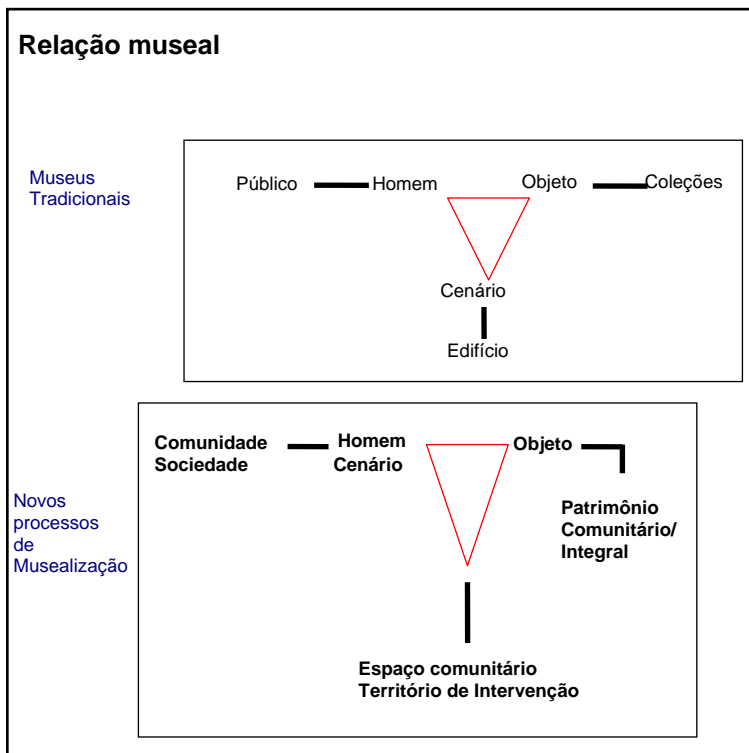 Relação museal
Museus
Tradicionais
Público
Homem
Objeto
Coleções
Cenário
Edifício
Novos
processos
de
Musealização
Comunidade
Sociedade
Homem
Cenário
Objeto
Patrimônio
Comunitário/
Integral
Espaço comunitário
Território de Intervenção